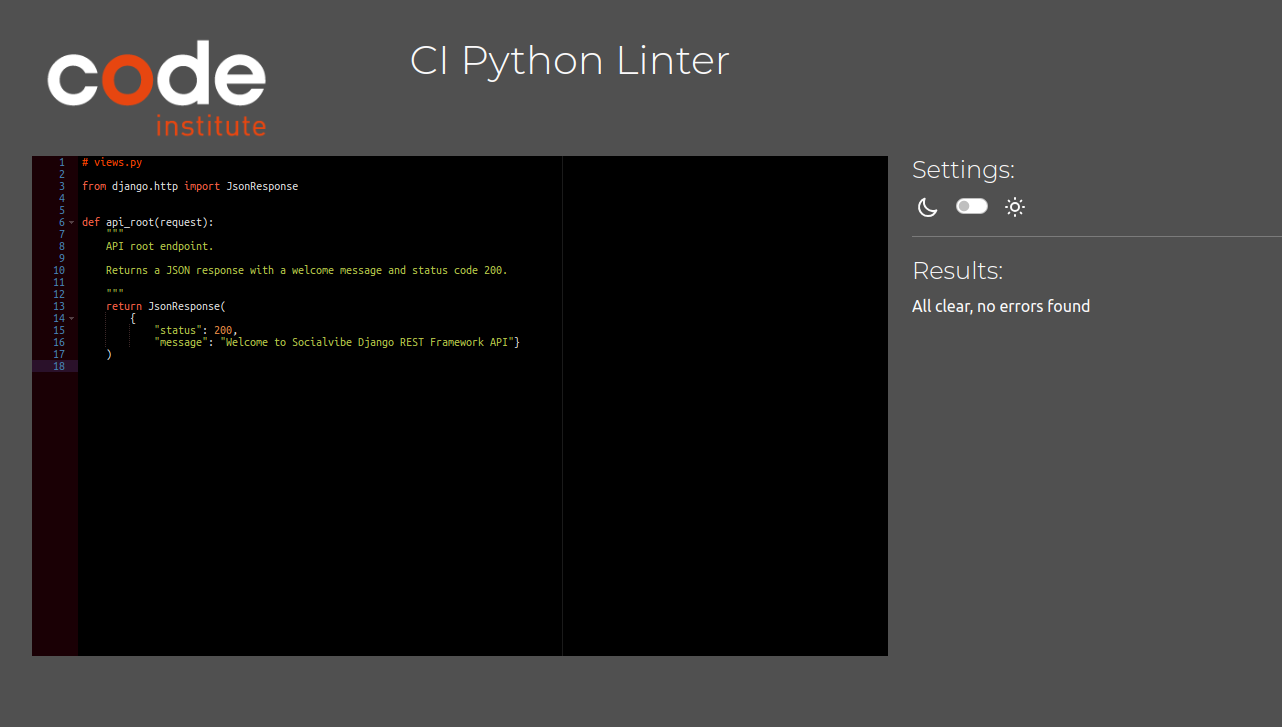 code
institute
CI Python Linter
1 # views.py
2
3 from django.http import JsonResponse
4
5
6 def api_root(request):
7     """
8     API root endpoint.
9
10     Returns a JSON response with a welcome message and status code 200.
11
12     """
13     return JsonResponse(
14         {
15             "status": 200,
16             "message": "Welcome to Socialvibe Django REST Framework API"}
17     )
18
Settings:
Results:
All clear, no errors found